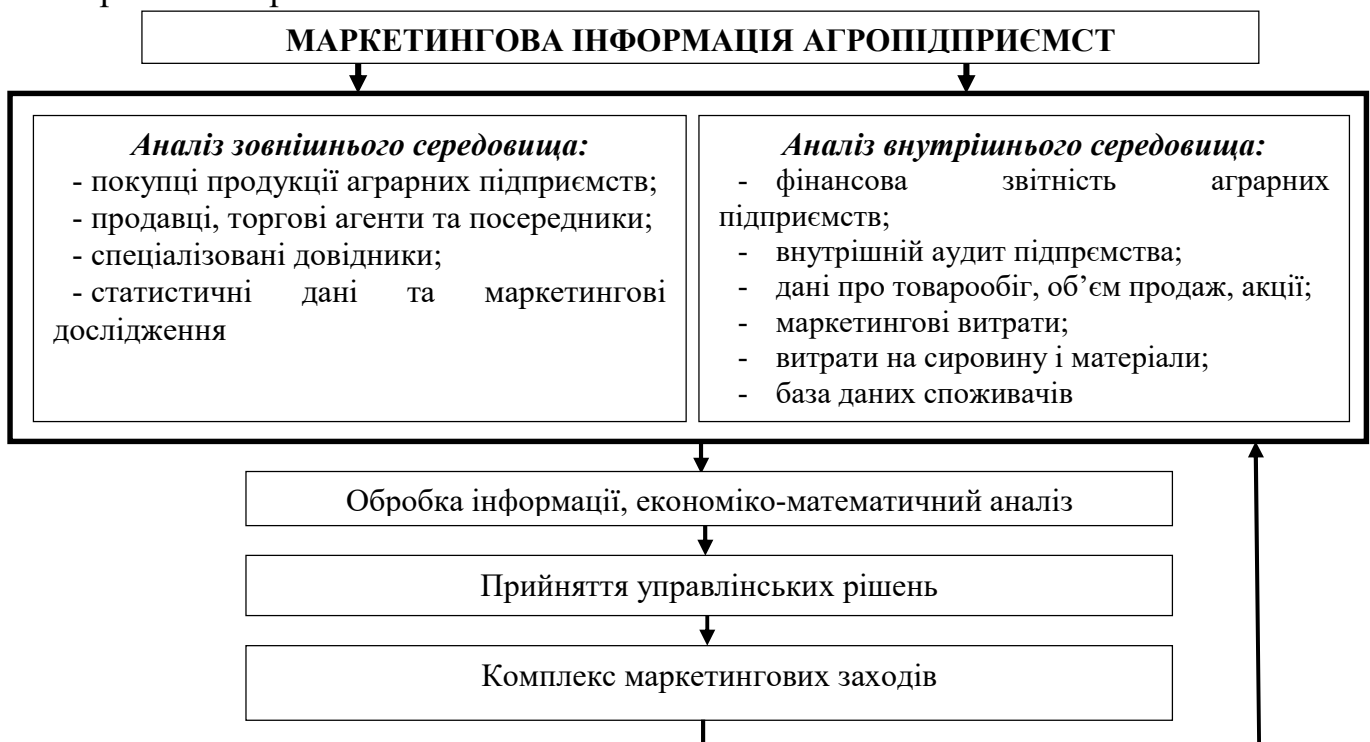 МАРКЕТИНГОВА ІНФОРМАЦІЯ АГРОПІДПРИЄМСТ
Аналіз зовнішнього середовища:
- покупці продукції аграрних підприємств;
- продавці, торгові агенти та посередники;
- спеціалізовані довідники;
- статистичні дані та маркетингові
дослідження
Аналіз внутрішнього середовища:
- фінансова звітність аграрних
підприємств;
- внутрішній аудит підпрємства;
- дані про товарообіг, об’єм продаж, акції;
- маркетингові витрати;
- витрати на сировину і матеріали;
- база даних споживачів
Обробка інформації, економіко-математичний аналіз
Прийняття управлінських рішень
Комплекс маркетингових заходів